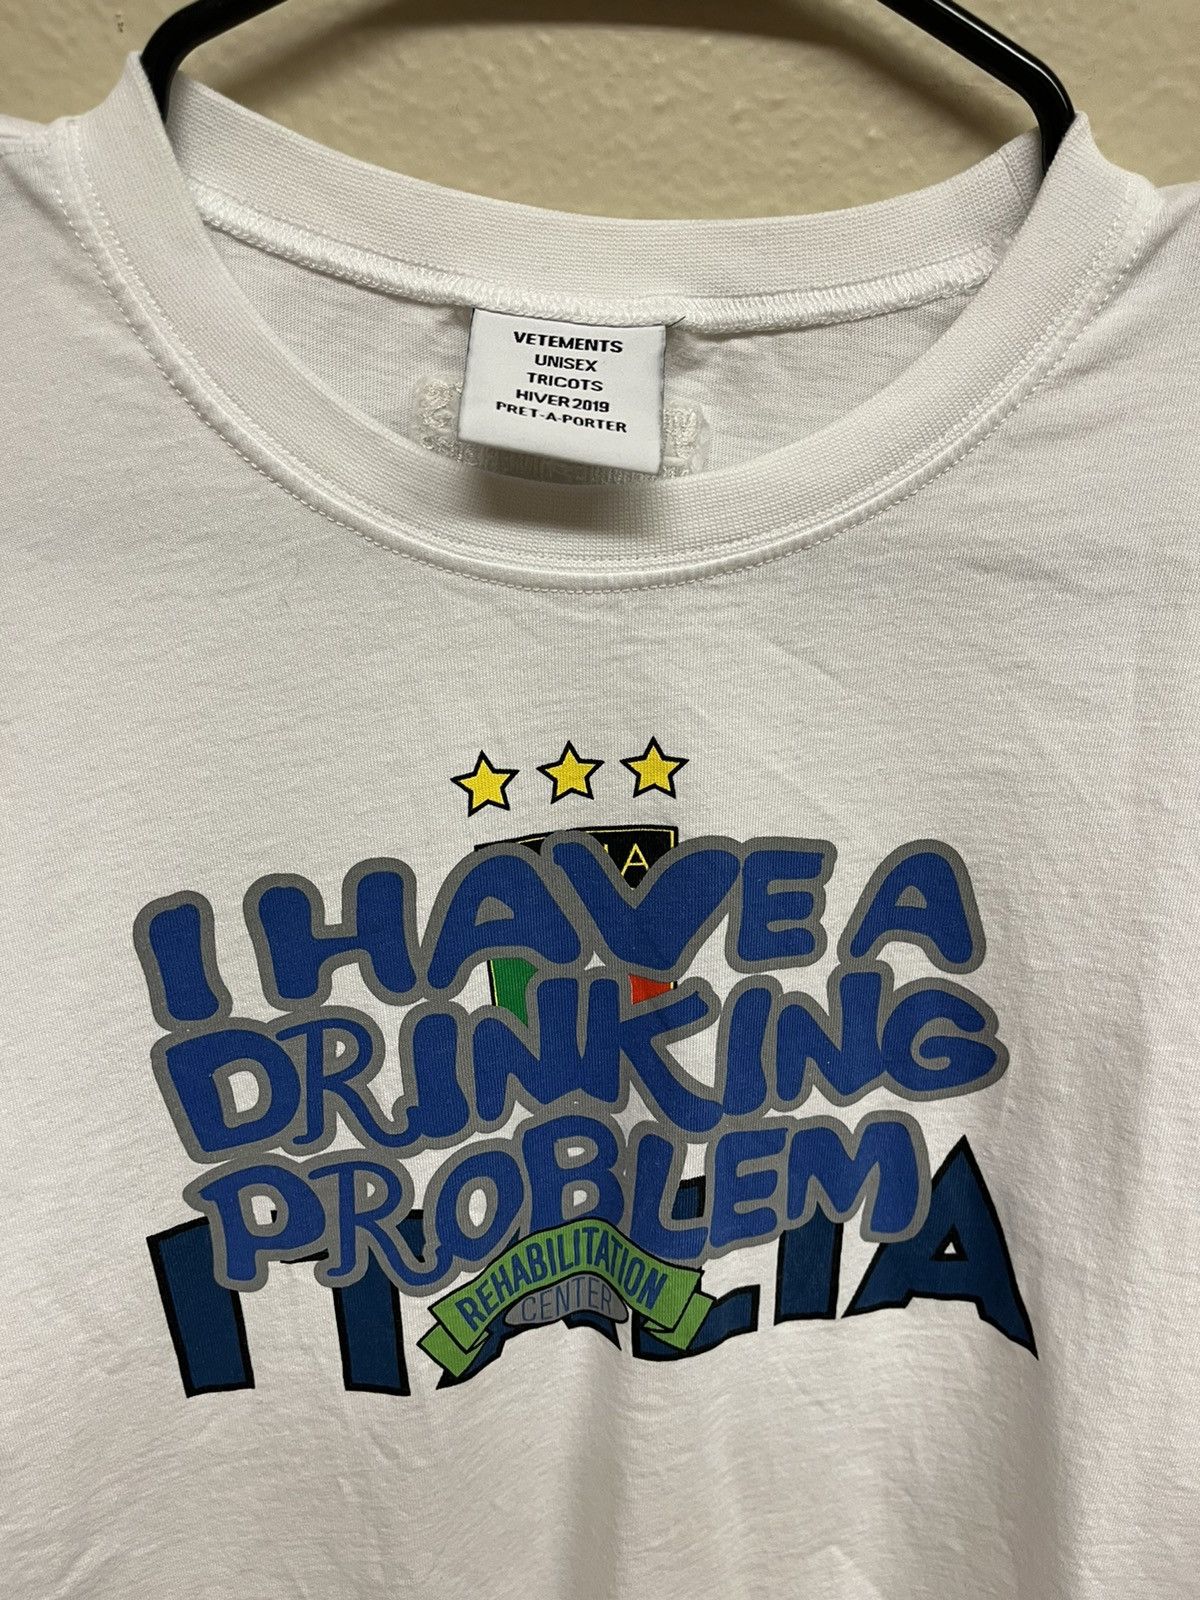 VETEMENTS
UNISEX
TRICOTS
HIVER 2019
PRET-A-PORTER
I HAVE A
DRINKING
PROBLEM
REHABILITATION
CENTER
ITALIA